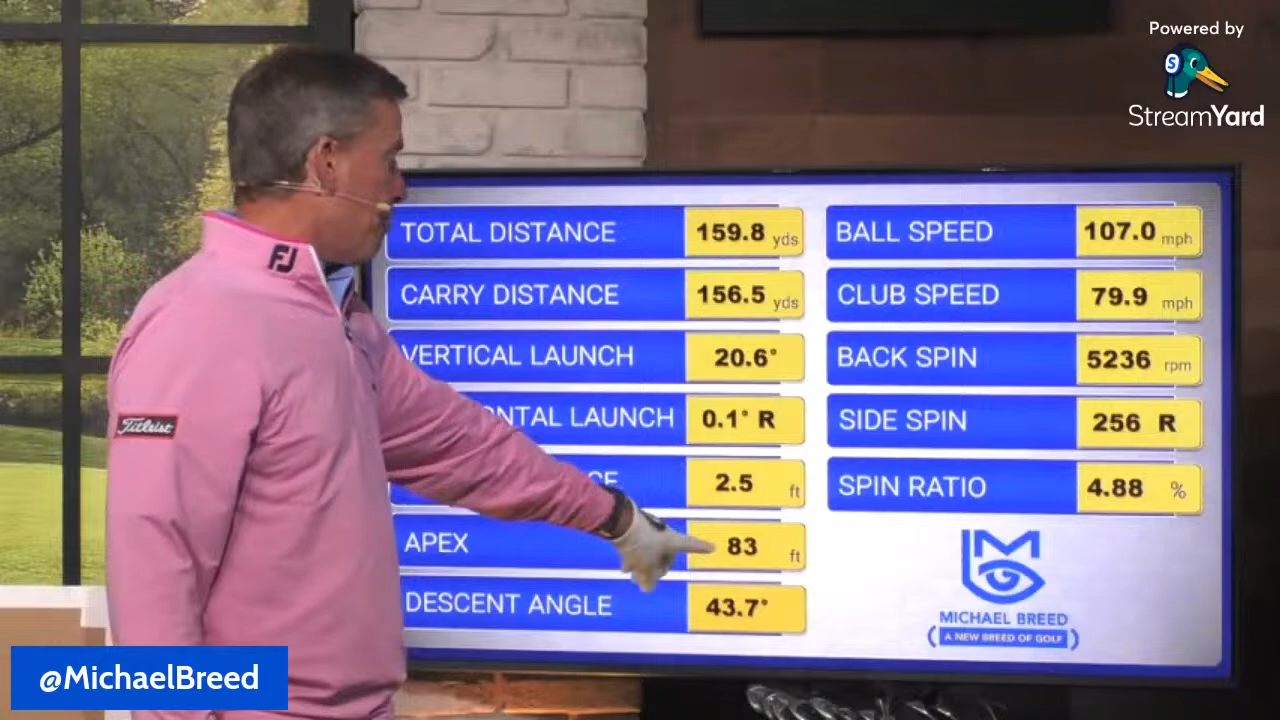 Powered by
S
StreamYard
FJ
Titleist
TOTAL DISTANCE 159.8 yds
CARRY DISTANCE 156.5 yds
VERTICAL LAUNCH 20.6°
ONTAL LAUNCH 0.1° R
CE 2.5 ft
APEX 83 ft
DESCENT ANGLE 43.7°
BALL SPEED 107.0 mph
CLUB SPEED 79.9 mph
BACK SPIN 5236 rpm
SIDE SPIN 256 R
SPIN RATIO 4.88 %
MICHAEL BREED
(A NEW BREED OF GOLF)
@MichaelBreed